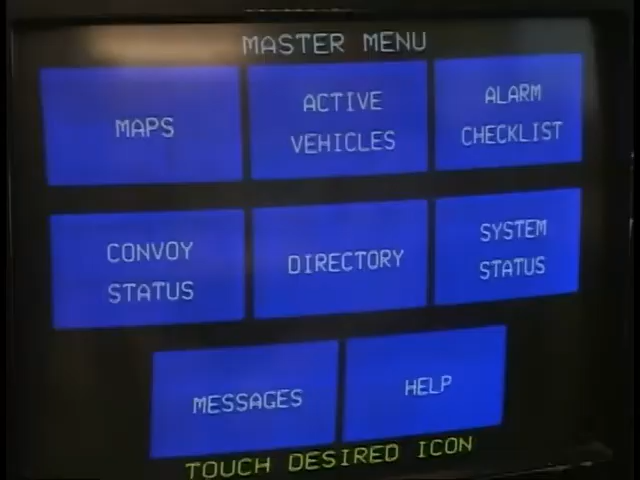 MASTER MENU
MAPS
ACTIVE
VEHICLES
ALARM
CHECKLIST
CONVOY
STATUS
DIRECTORY
SYSTEM
STATUS
MESSAGES
HELP
TOUCH DESIRED ICON